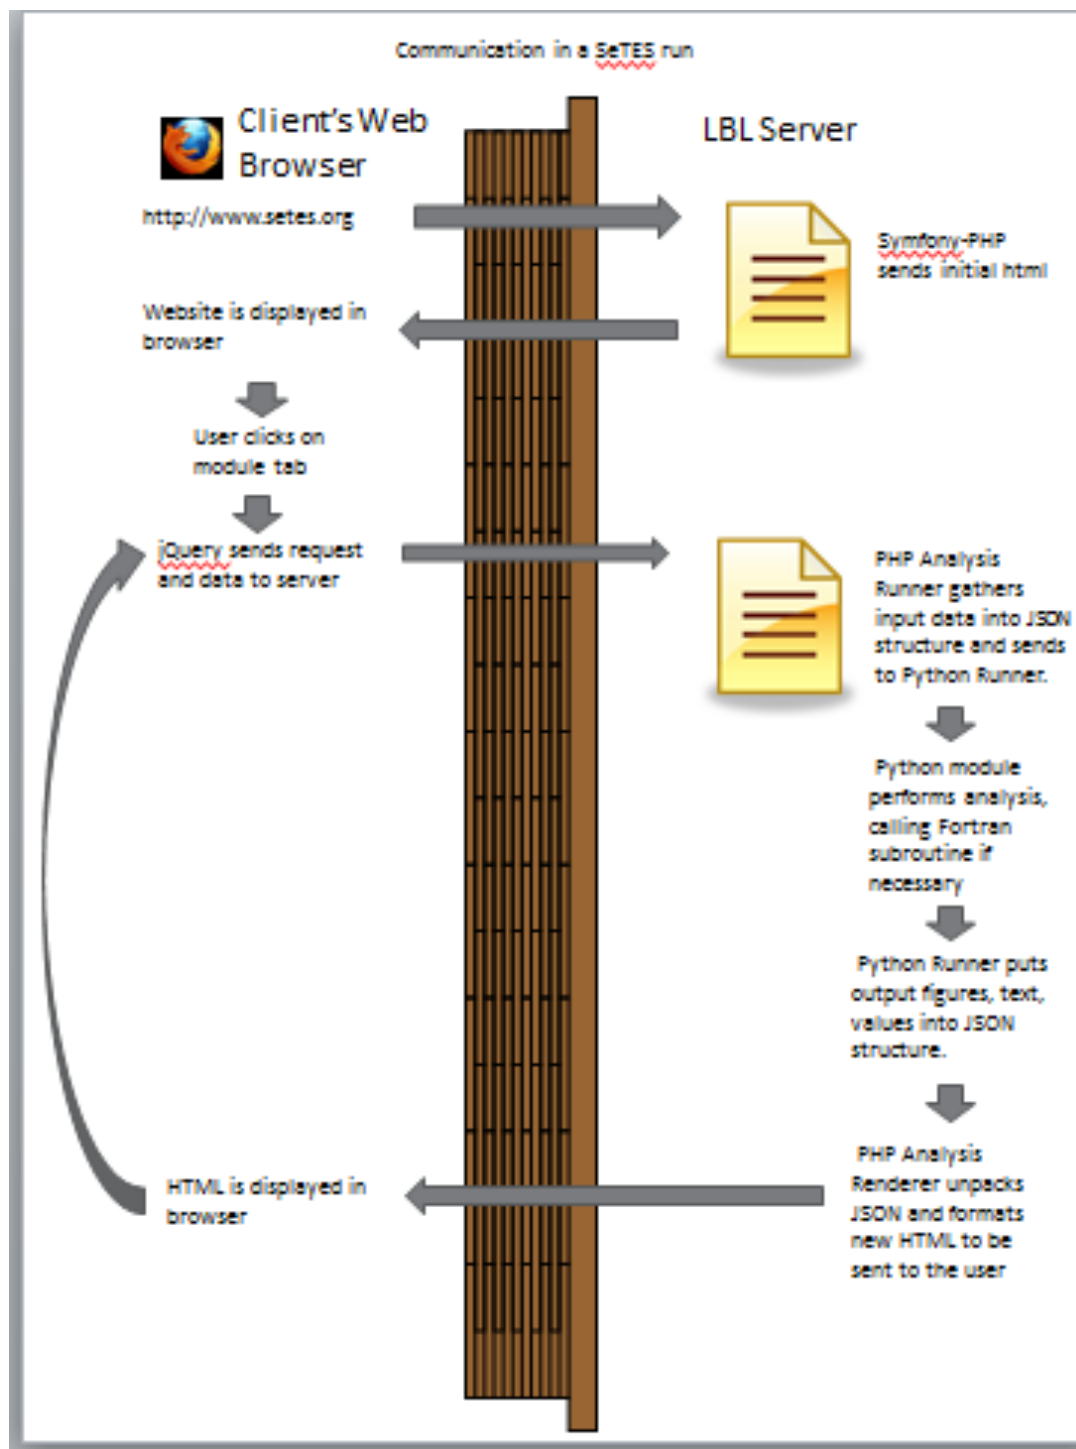 Communication in a SeTES run
Client's Web
Browser
LBL Server
http://www.setes.org
Symfony-PHP
sends initial html
Website is displayed in
browser
User clicks on
module tab
jQuery sends request
and data to server
PHP Analysis
Runner gathers
input data into JSON
structure and sends
to Python Runner.
Python module
performs analysis,
calling Fortran
subroutine if
necessary
Python Runner puts
output figures, text,
values into JSON
structure.
PHP Analysis
Renderer unpacks
JSON and formats
new HTML to be
sent to the user
HTML is displayed in
browser